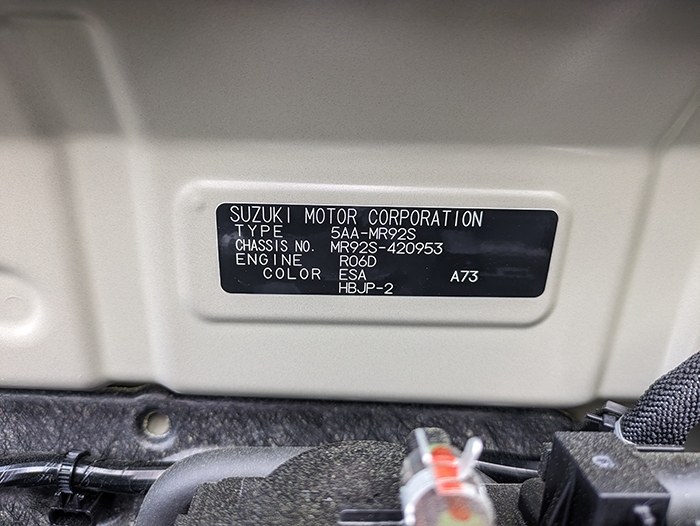 SUZUKI MOTOR CORPORATION
TYPE 5AA-MR92S
CHASSIS NO. MR92S-420953
ENGINE R06D
COLOR ESA A73
HBJP-2